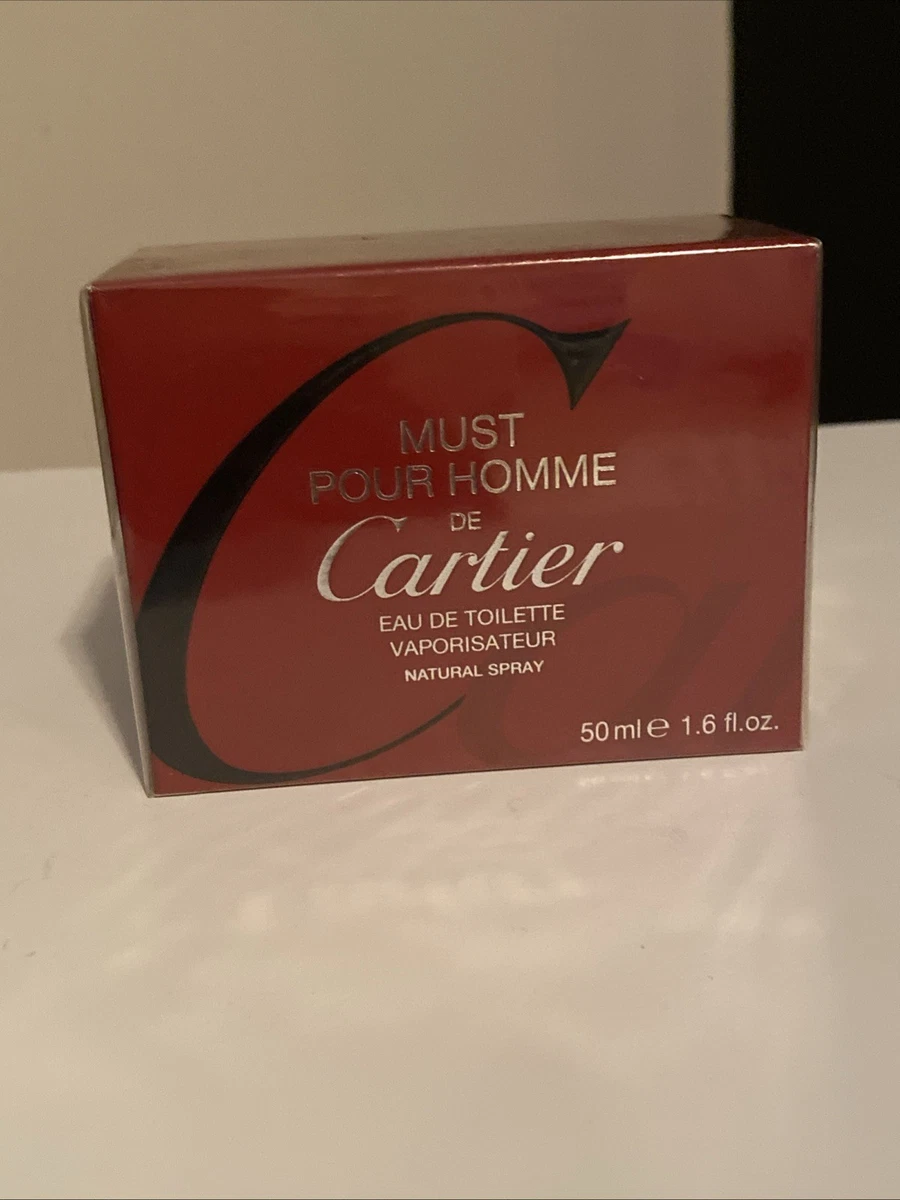 MUST
POUR HOMME
DE
Cartier
EAU DE TOILETTE
VAPORISATEUR
NATURAL SPRAY
50 ml ℮ 1.6 fl.oz.